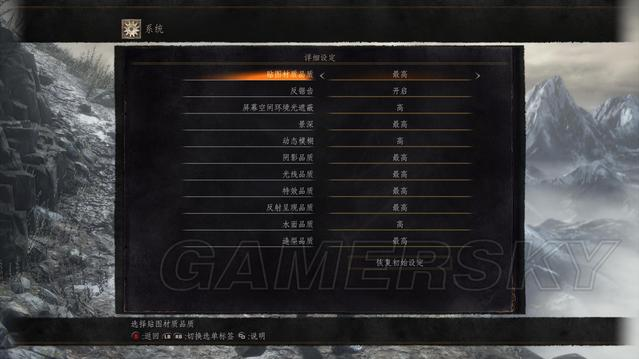 系统
详细设定
贴图材质品质 最高
反锯齿 开启
屏幕空间环境光遮蔽 高
景深 最高
动态模糊 高
阴影品质 最高
光线品质 最高
特效品质 最高
反射呈现品质 最高
水面品质 高
造型品质 最高
恢复初始设定
GAMERSKY
选择贴图材质品质
B:返回 LB RB:切换选单标签 :说明